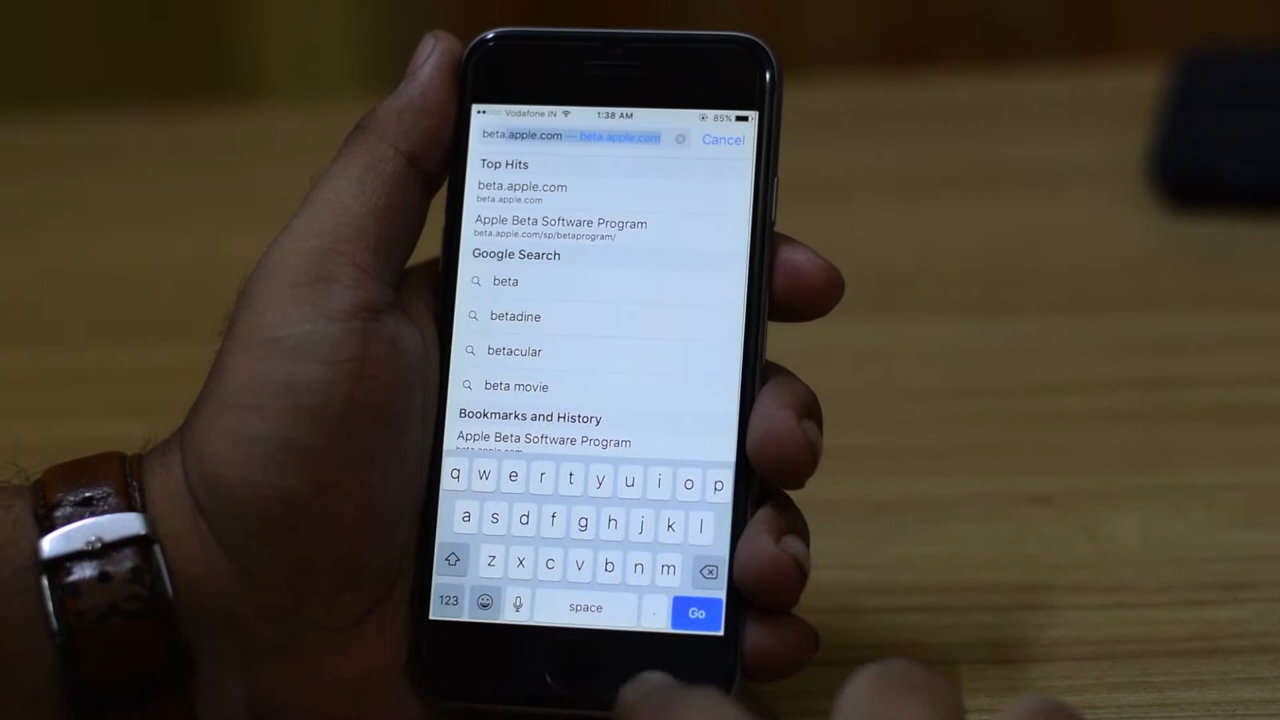 Vodafone IN 1:38 AM 85%
beta.apple.com — beta.apple.com Cancel
Top Hits
beta.apple.com
beta.apple.com
Apple Beta Software Program
beta.apple.com/sp/betaprogram/
Google Search
beta
betadine
betacular
beta movie
Bookmarks and History
Apple Beta Software Program
q w e r t y u i o p
a s d f g h j k l
z x c v b n m
123 space . Go